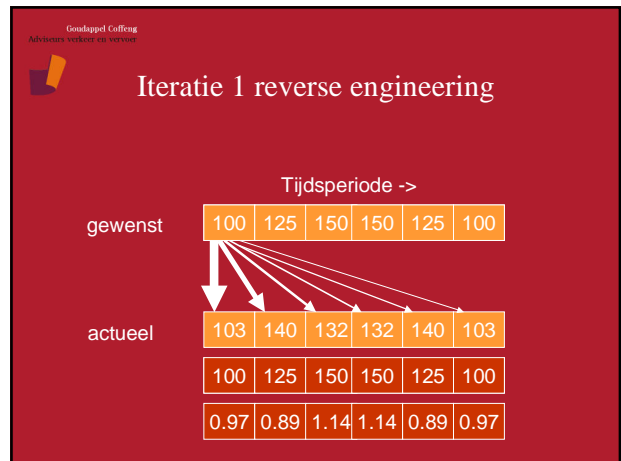 Goudappel Coffeng
Adviseurs verkeer en vervoer
Iteratie 1 reverse engineering
Tijdsperiode ->
gewenst 100 125 150 150 125 100
actueel 103 140 132 132 140 103
100 125 150 150 125 100
0.97 0.89 1.14 1.14 0.89 0.97